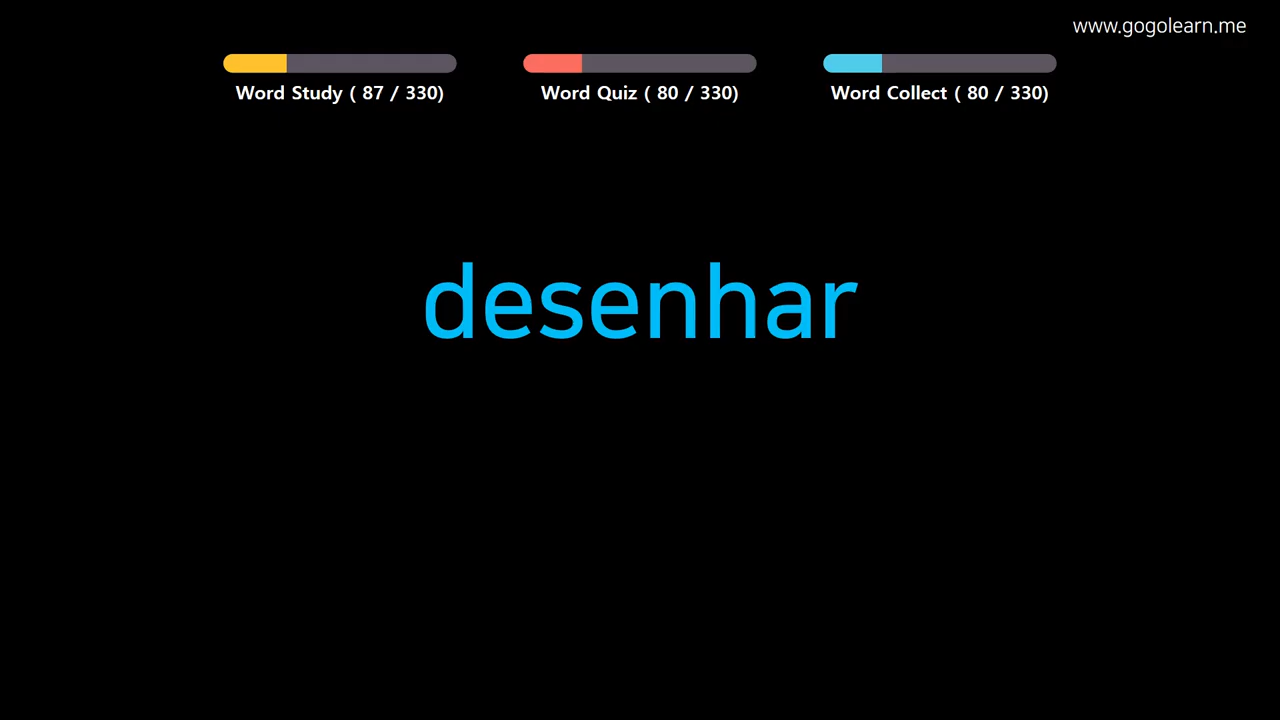 www.gogolearn.me
Word Study ( 87 / 330)
Word Quiz ( 80 / 330)
Word Collect ( 80 / 330)
desenhar